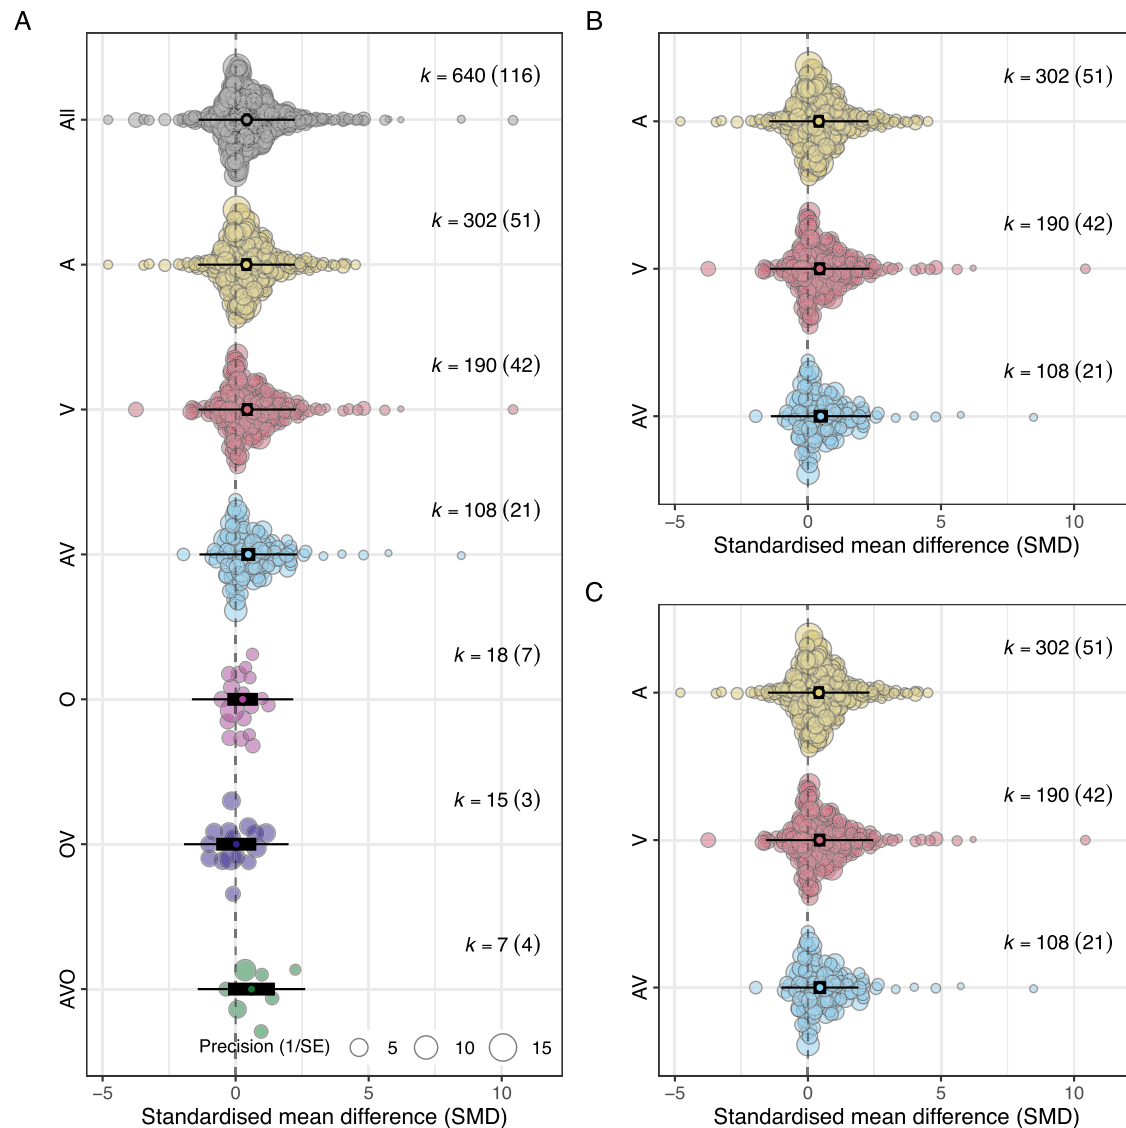 A
All
k = 640 (116)
A
k = 302 (51)
V
k = 190 (42)
AV
k = 108 (21)
O
k = 18 (7)
OV
k = 15 (3)
AVO
k = 7 (4)
Precision (1/SE) 5 10 15
−5 0 5 10
Standardised mean difference (SMD)
B
A
k = 302 (51)
V
k = 190 (42)
AV
k = 108 (21)
−5 0 5 10
Standardised mean difference (SMD)
C
A
k = 302 (51)
V
k = 190 (42)
AV
k = 108 (21)
−5 0 5 10
Standardised mean difference (SMD)